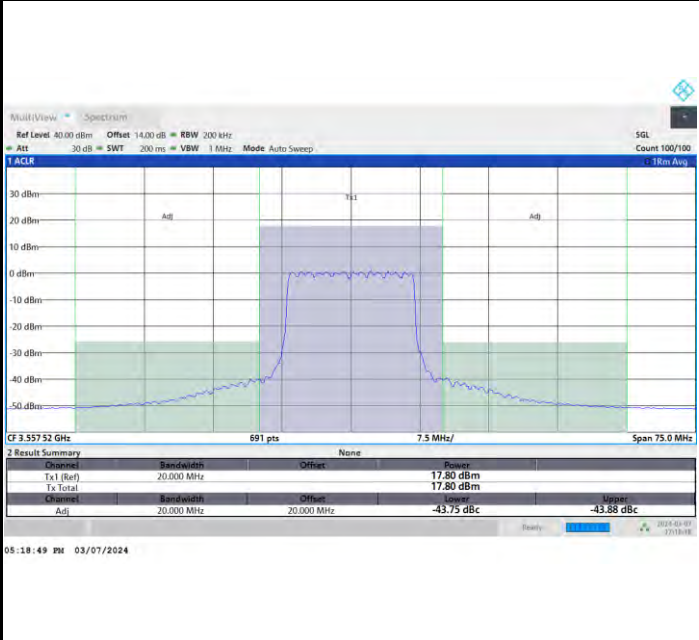 MultiView Spectrum
Ref Level 40.00 dBm Offset 14.00 dB RBW 200 kHz SGL
Att 30 dB SWT 200 ms VBW 1 MHz Mode Auto Sweep Count 100/100
1 ACLR 1Rm Avg
Tx1
30 dBm
Adj Adj
20 dBm
10 dBm
0 dBm
-10 dBm
-20 dBm
-30 dBm
-40 dBm
-50 dBm
CF 3.557 52 GHz 691 pts 7.5 MHz/ Span 75.0 MHz
2 Result Summary None
Channel Bandwidth Offset Power
Tx1 (Ref) 20.000 MHz 17.80 dBm
Tx Total 17.80 dBm
Channel Bandwidth Offset Lower Upper
Adj 20.000 MHz 20.000 MHz -43.75 dBc -43.88 dBc
Ready 2024-03-07
17:18:48
05:18:49 PM 03/07/2024